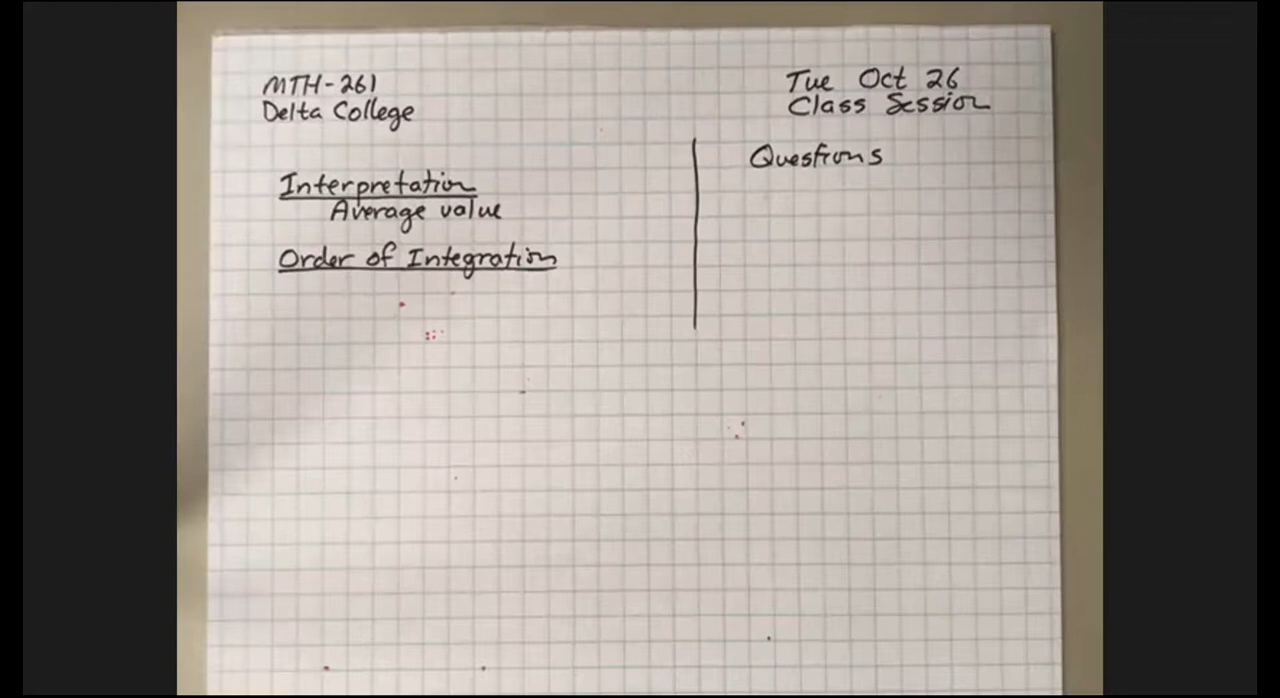 MTH-261
Delta College
Tue Oct 26
Class Session
Interpretation
Average value
Order of Integration
Questions